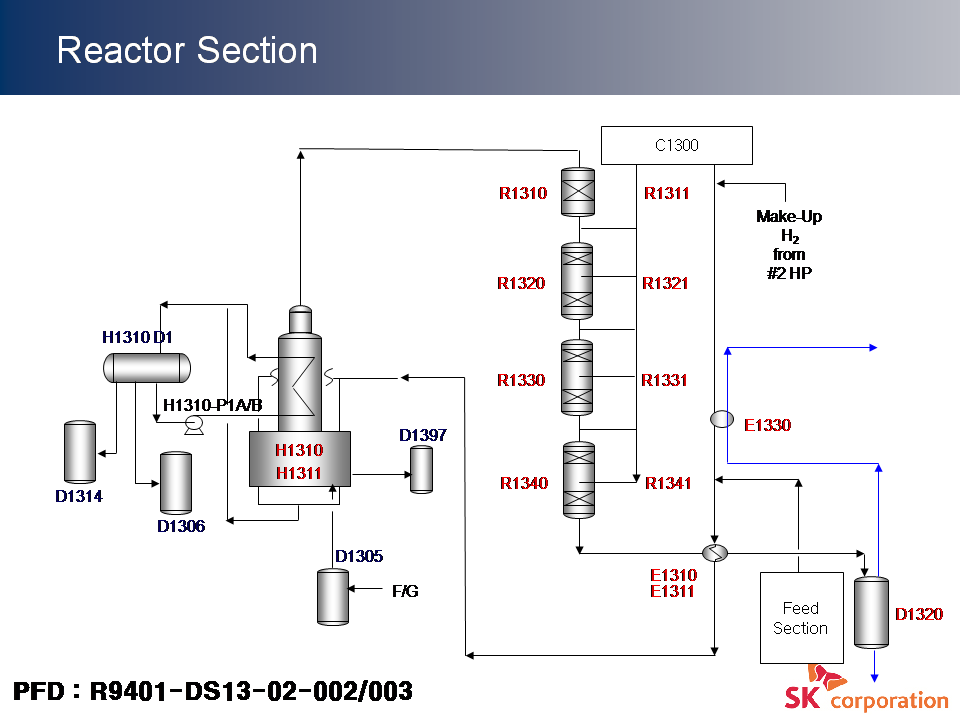 Reactor Section
C1300
R1310
R1311
Make-Up
H2
from
#2 HP
R1320
R1321
H1310 D1
R1330
R1331
H1310-P1A/B
E1330
D1397
H1310
H1311
R1340
R1341
D1314
D1306
D1305
E1310
E1311
F/G
Feed
Section
D1320
PFD : R9401-DS13-02-002/003
SK corporation